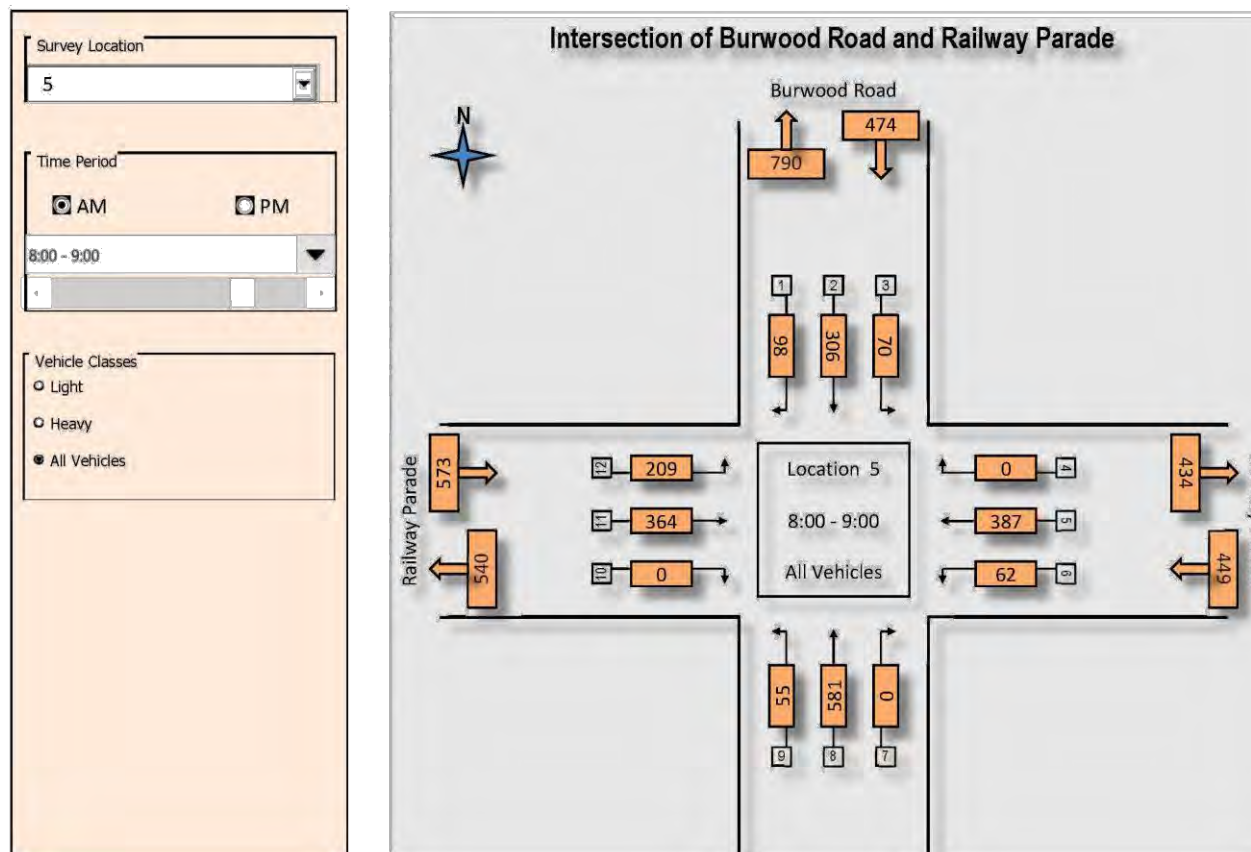 Survey Location
5
Time Period
AM
PM
8:00 - 9:00
Vehicle Classes
Light
Heavy
All Vehicles
Intersection of Burwood Road and Railway Parade
Burwood Road
N
790
474
1
2
3
98
306
70
Railway Parade
573
540
12
209
11
364
10
0
Location 5
8:00 - 9:00
All Vehicles
0
4
387
5
62
6
434
449
55
581
0
9
8
7